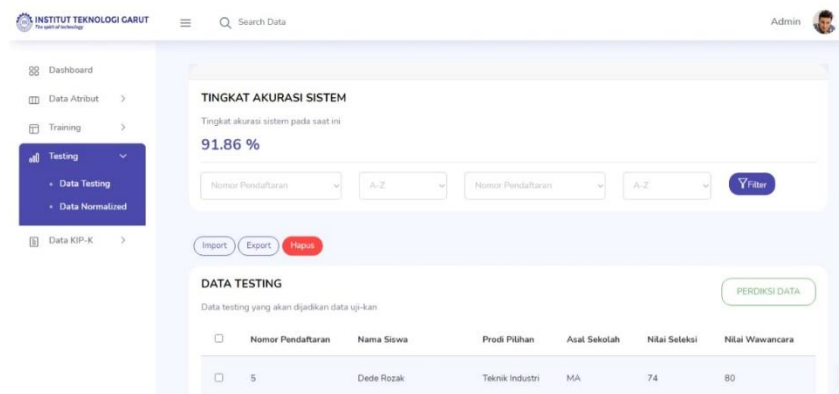 INSTITUT TEKNOLOGI GARUT
The spirit of technology
Search Data
Admin
Dashboard
Data Atribut
Training
Testing
Data Testing
Data Normalized
Data KIP-K
TINGKAT AKURASI SISTEM
Tingkat akurasi sistem pada saat ini
91.86 %
Nomor Pendaftaran A-Z Nomor Pendaftaran A-Z Filter
Import Export Hapus
DATA TESTING
PERDIKSI DATA
Data testing yang akan dijadikan data uji-kan
Nomor Pendaftaran Nama Siswa Prodi Pilihan Asal Sekolah Nilai Seleksi Nilai Wawancara
5 Dede Rozak Teknik Industri MA 74 80